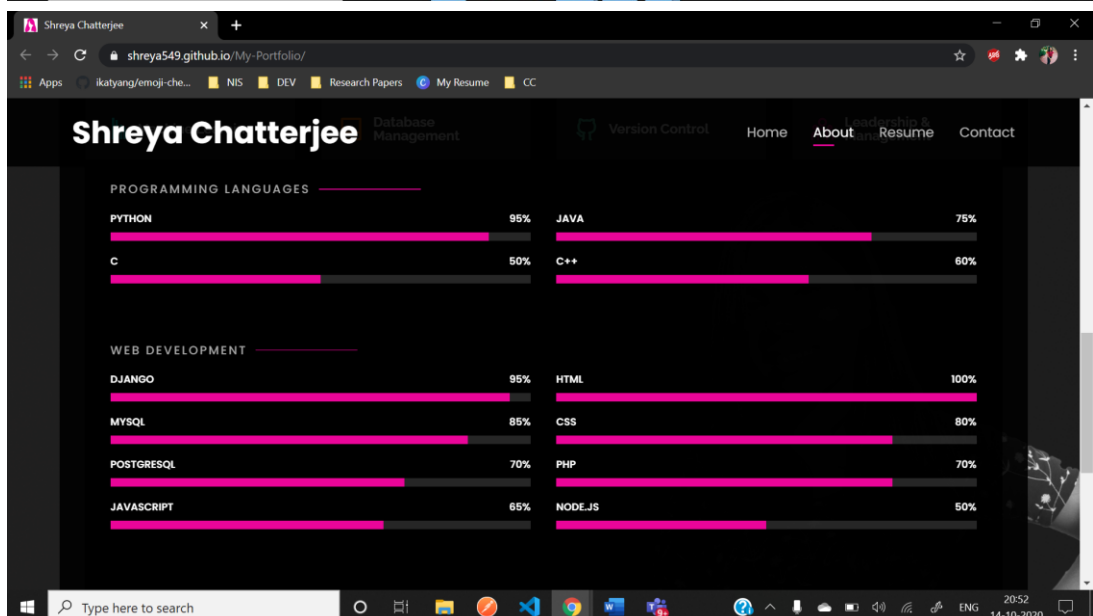 Shreya Chatterjee
shreya549.github.io/My-Portfolio/
Apps
ikatyang/emoji-che...
NIS
DEV
Research Papers
My Resume
CC
Shreya Chatterjee
Database
Management
Version Control
Leadership &
Home
About
Resume
Contact
PROGRAMMING LANGUAGES
PYTHON 95%
JAVA 75%
C 50%
C++ 60%
WEB DEVELOPMENT
DJANGO 95%
HTML 100%
MYSQL 85%
CSS 80%
POSTGRESQL 70%
PHP 70%
JAVASCRIPT 65%
NODE.JS 50%
Type here to search
ENG
20:52
14-10-2020